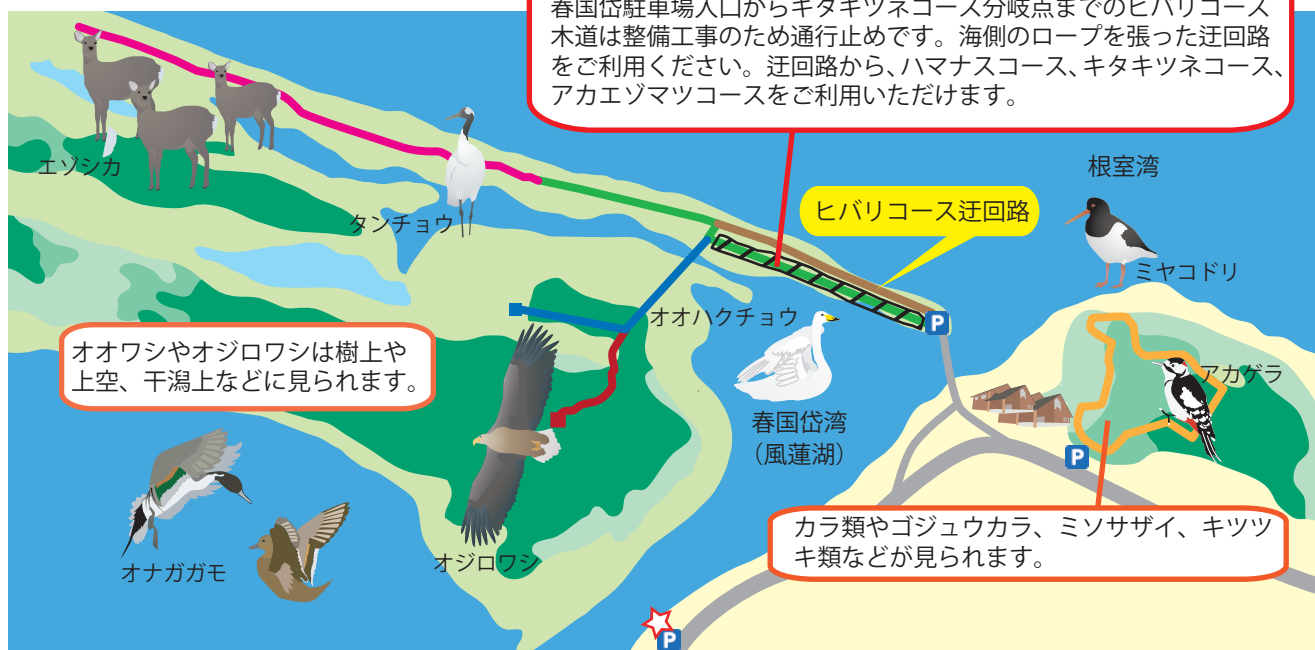 春国岱駐車場入口からキタキツネコース分岐点までのヒバリコース
木道は整備工事のため通行止めです。海側のロープを張った迂回路
をご利用ください。迂回路から、ハマナスコース、キタキツネコース、
アカエゾマツコースをご利用いただけます。
エゾシカ
タンチョウ
ヒバリコース迂回路
根室湾
ミヤコドリ
オオハクチョウ
P
オオワシやオジロワシは樹上や
上空、干潟上などに見られます。
アカゲラ
春国岱湾
（風蓮湖）
P
カラ類やゴジュウカラ、ミソサザイ、キツツ
キ類などが見られます。
オナガガモ
オジロワシ
P